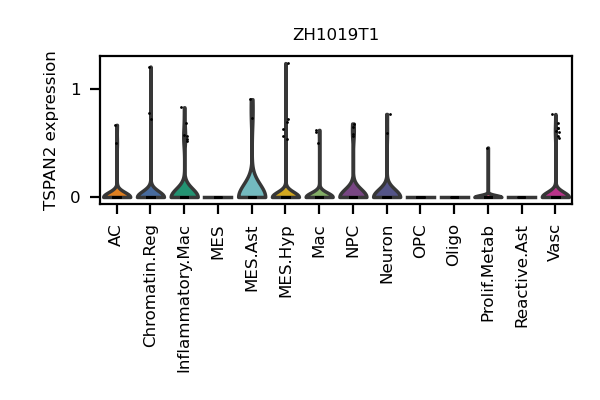 ZH1019T1
TSPAN2 expression
1
0
AC
Chromatin.Reg
Inflammatory.Mac
MES
MES.Ast
MES.Hyp
Mac
NPC
Neuron
OPC
Oligo
Prolif.Metab
Reactive.Ast
Vasc